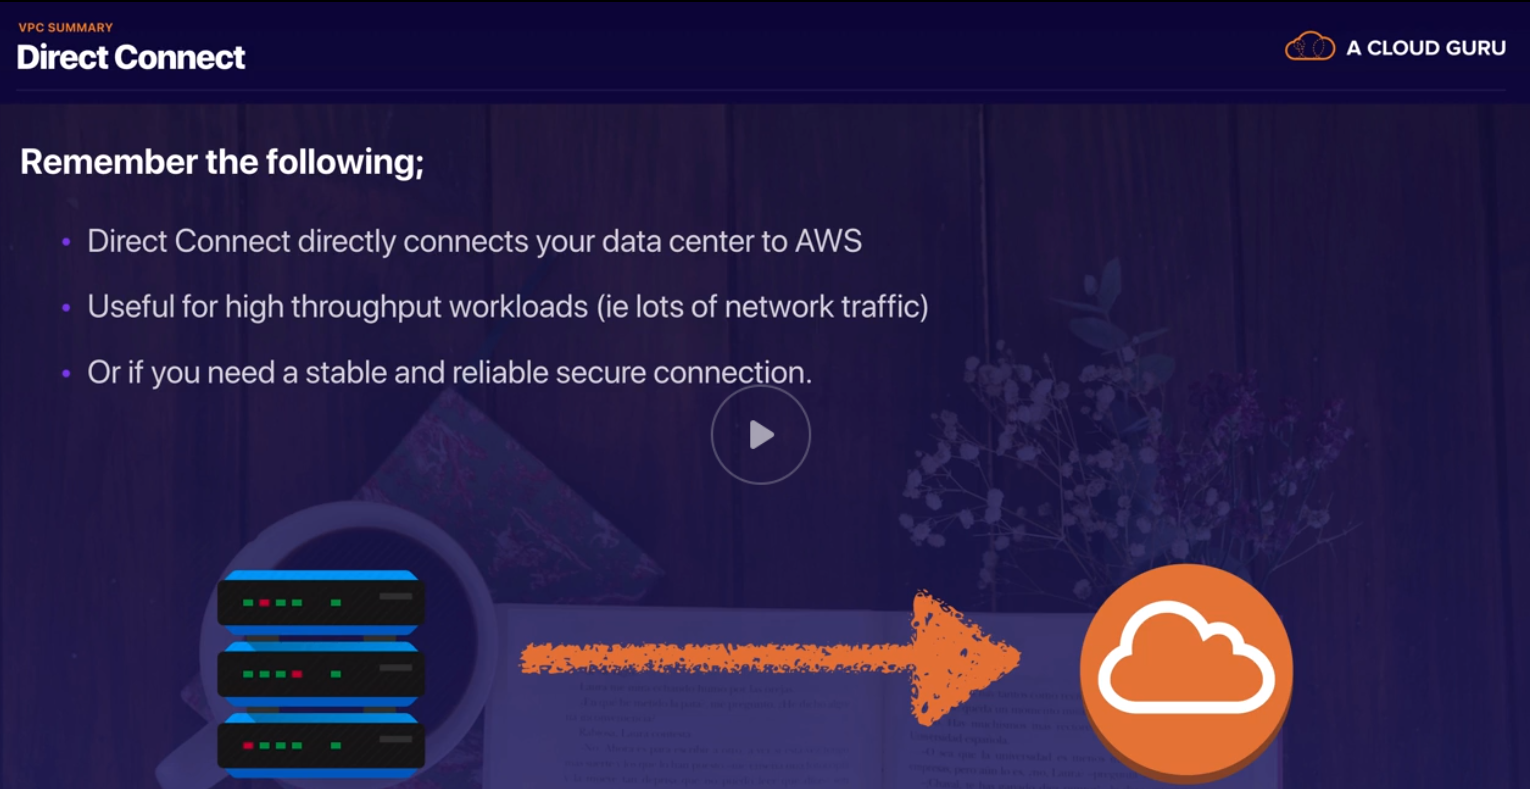 VPC SUMMARY
Direct Connect
A CLOUD GURU
Remember the following;
• Direct Connect directly connects your data center to AWS
• Useful for high throughput workloads (ie lots of network traffic)
• Or if you need a stable and reliable secure connection.